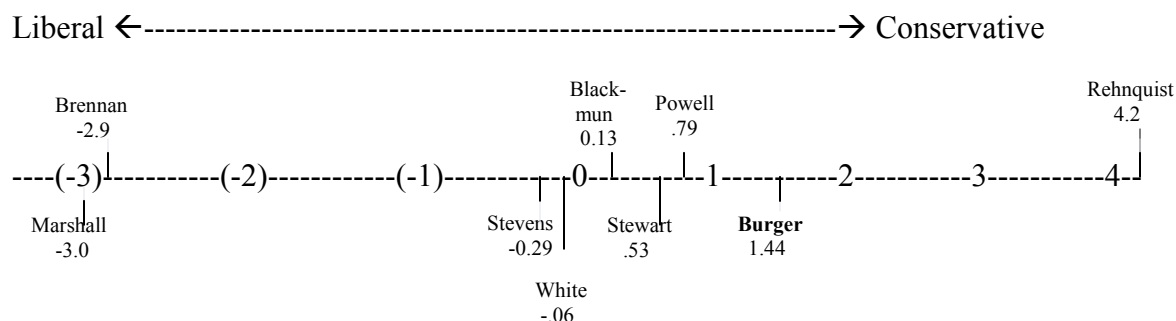 Liberal ←----------------------------------------------------------------→ Conservative
Brennan
-2.9
Black-
mun
0.13
Powell
.79
Rehnquist
4.2
----(-3)---------(-2)-----------(-1)----------0----------1---------2---------3---------4--
Marshall
-3.0
Stevens
-0.29
White
-.06
Stewart
.53
Burger
1.44